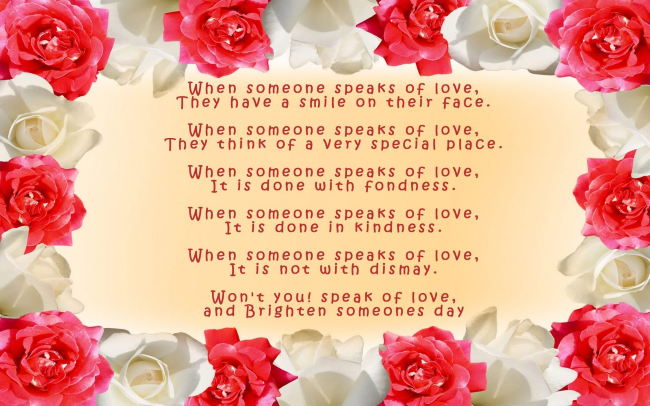 When someone speaks of love,
They have a smile on their face.
When someone speaks of love,
They think of a very special place.
When someone speaks of love,
It is done with fondness.
When someone speaks of love,
It is done in kindness.
When someone speaks of love,
It is not with dismay.
Won't you! speak of love,
and Brighten someones day